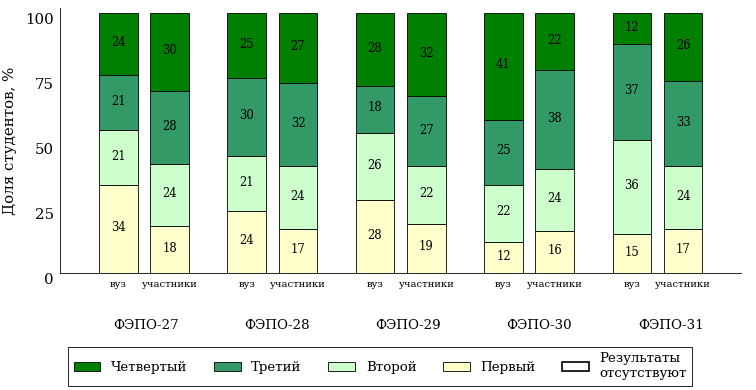 Доля студентов, %
100
75
50
25
0
24 30 25 27 28 32 41 22 12 26
21 28 30 32 18 27 25 38 37 33
21 24 21 24 26 22 22 24 36 24
34 18 24 17 28 19 12 16 15 17
вуз участники вуз участники вуз участники вуз участники вуз участники
ФЭПО-27 ФЭПО-28 ФЭПО-29 ФЭПО-30 ФЭПО-31
Четвертый Третий Второй Первый Результаты
отсутствуют